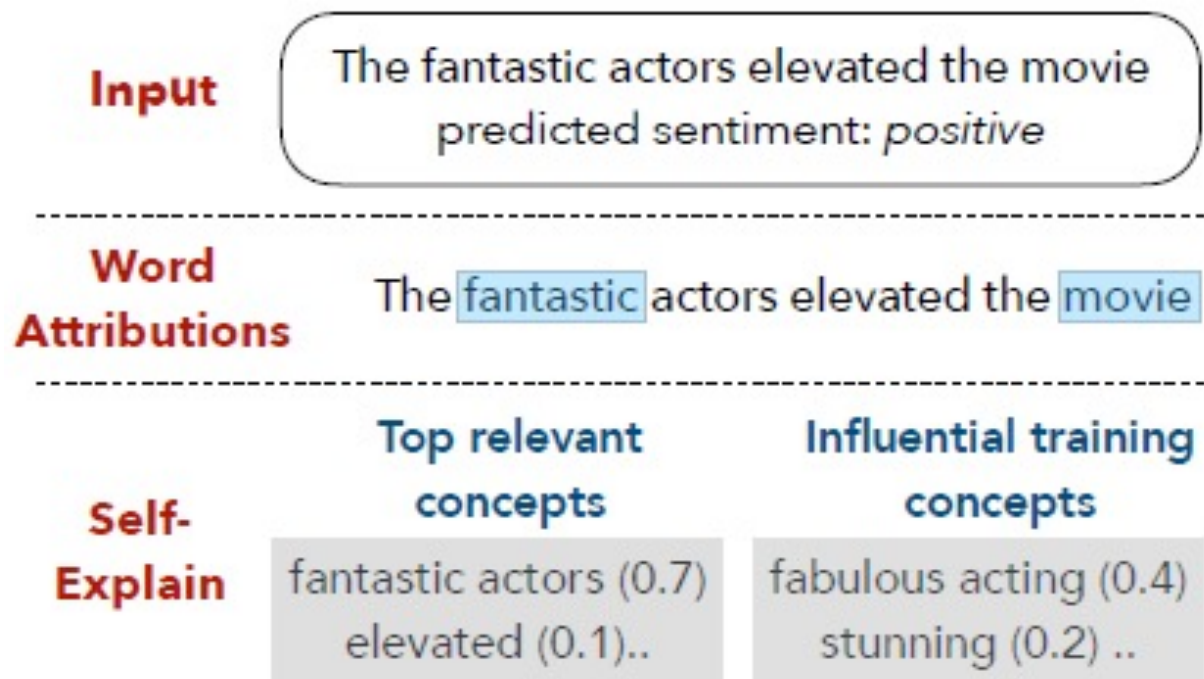 Input
The fantastic actors elevated the movie
predicted sentiment: positive
Word
Attributions
The fantastic actors elevated the movie
Self-
Explain
Top relevant
concepts
fantastic actors (0.7)
elevated (0.1)..
Influential training
concepts
fabulous acting (0.4)
stunning (0.2) ..